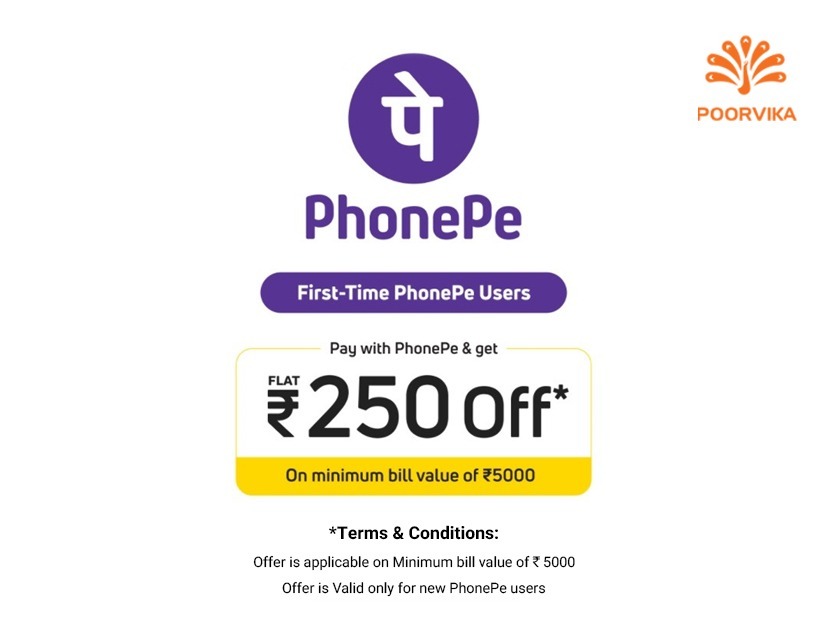 पे
POORVIKA
PhonePe
First-Time PhonePe Users
Pay with PhonePe & get
FLAT
₹250 Off*
On minimum bill value of ₹5000
*Terms & Conditions:
Offer is applicable on Minimum bill value of ₹ 5000
Offer is Valid only for new PhonePe users